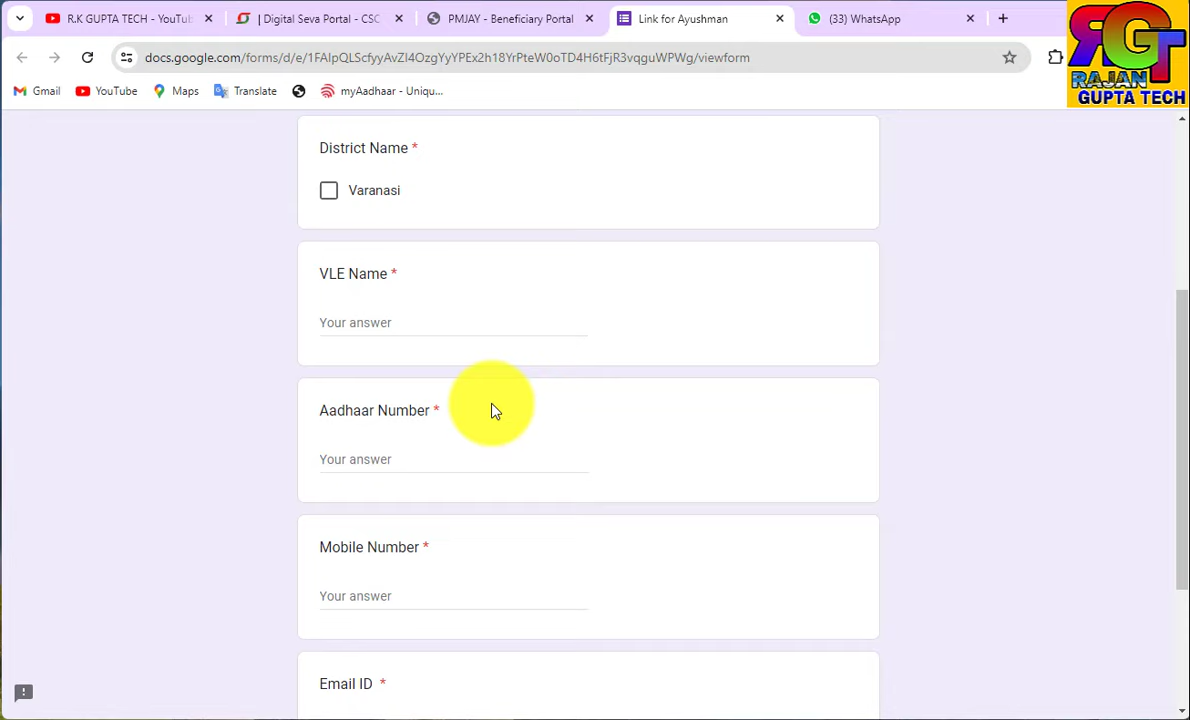 R.K GUPTA TECH - YouTub
| Digital Seva Portal - CSC
PMJAY - Beneficiary Portal
Link for Ayushman
(33) WhatsApp
docs.google.com/forms/d/e/1FAIpQLScfyyAvZI4OzgYyYPEx2h18YrPteW0oTD4H6tFjR3vqguWPWg/viewform
RGT
RAJAN
GUPTA TECH
Gmail
YouTube
Maps
Translate
myAadhaar - Uniqu...
District Name *
Varanasi
VLE Name *
Your answer
Aadhaar Number *
Your answer
Mobile Number *
Your answer
Email ID *